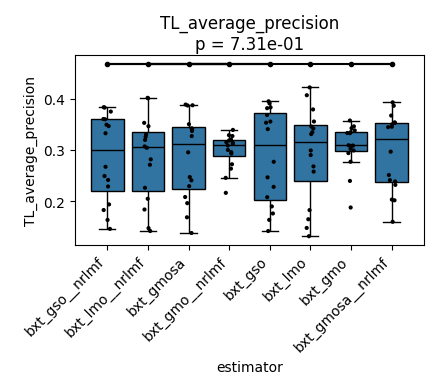 TL_average_precision
p = 7.31e-01
TL_average_precision
0.4
0.3
0.2
bxt_gso__nrlmf
bxt_lmo__nrlmf
bxt_gmosa
bxt_gmo__nrlmf
bxt_gso
bxt_lmo
bxt_gmo
bxt_gmosa__nrlmf
estimator